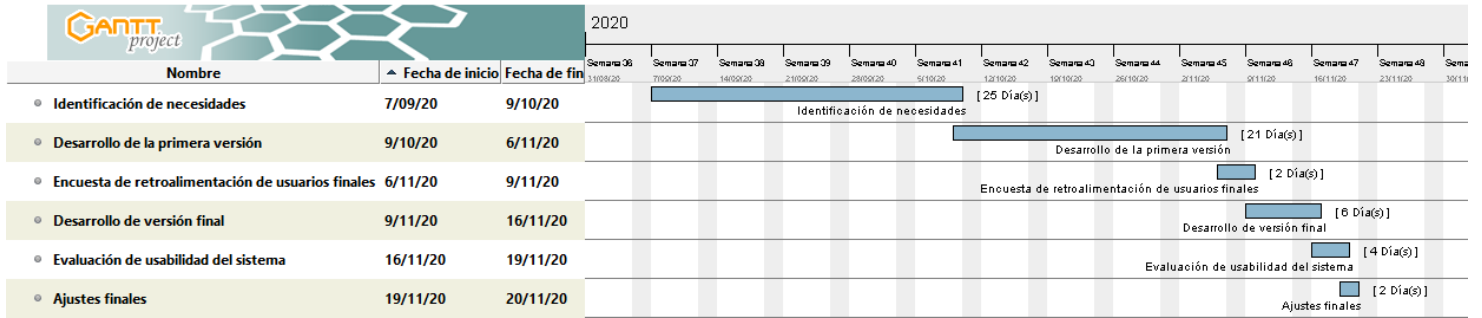 GANTT
project
2020
Semana 36 Semana 37 Semana 38 Semana 39 Semana 40 Semana 41 Semana 42 Semana 43 Semana 44 Semana 45 Semana 46 Semana 47 Semana 48 Sema
Nombre Fecha de inicio Fecha de fin
31/08/20 7/09/20 14/09/20 21/09/20 28/09/20 5/10/20 12/10/20 19/10/20 26/10/20 2/11/20 9/11/20 16/11/20 23/11/20 30/11
Identificación de necesidades 7/09/20 9/10/20 [25 Día(s)]
Identificación de necesidades
Desarrollo de la primera versión 9/10/20 6/11/20 [21 Día(s)]
Desarrollo de la primera versión
Encuesta de retroalimentación de usuarios finales 6/11/20 9/11/20 [2 Día(s)]
Encuesta de retroalimentación de usuarios finales
Desarrollo de versión final 9/11/20 16/11/20 [6 Día(s)]
Desarrollo de versión final
Evaluación de usabilidad del sistema 16/11/20 19/11/20 [4 Día(s)]
Evaluación de usabilidad del sistema
Ajustes finales 19/11/20 20/11/20 [2 Día(s)]
Ajustes finales